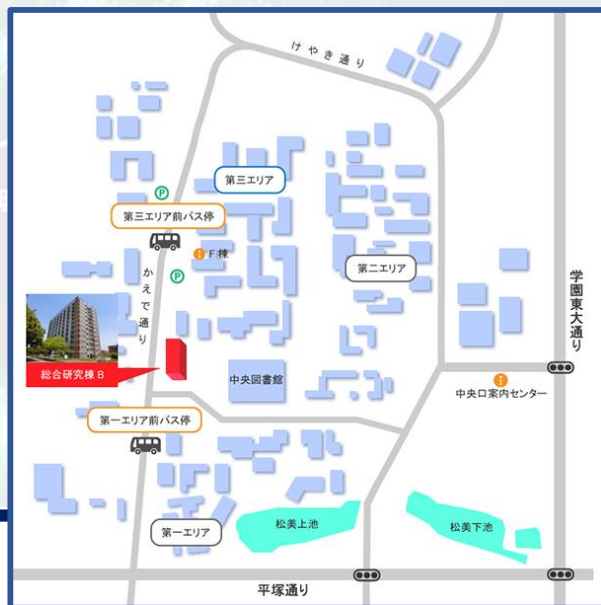 けやき通り
第三エリア
P
第三エリア前バス停
F棟
第二エリア
P
かえで通り
学園東大通り
総合研究棟B
中央図書館
中央口案内センター
第一エリア前バス停
松美上池
松美下池
第一エリア
平塚通り